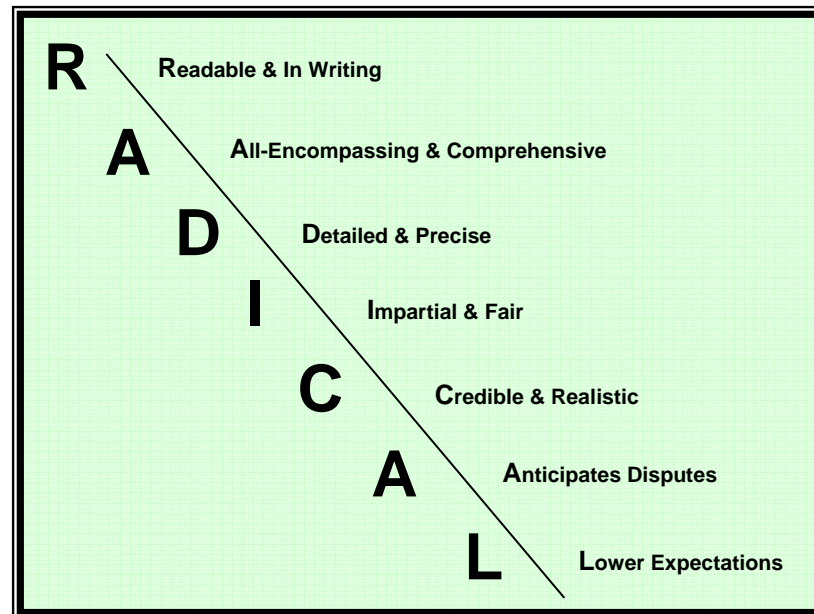 R Readable & In Writing
A All-Encompassing & Comprehensive
D Detailed & Precise
I Impartial & Fair
C Credible & Realistic
A Anticipates Disputes
L Lower Expectations